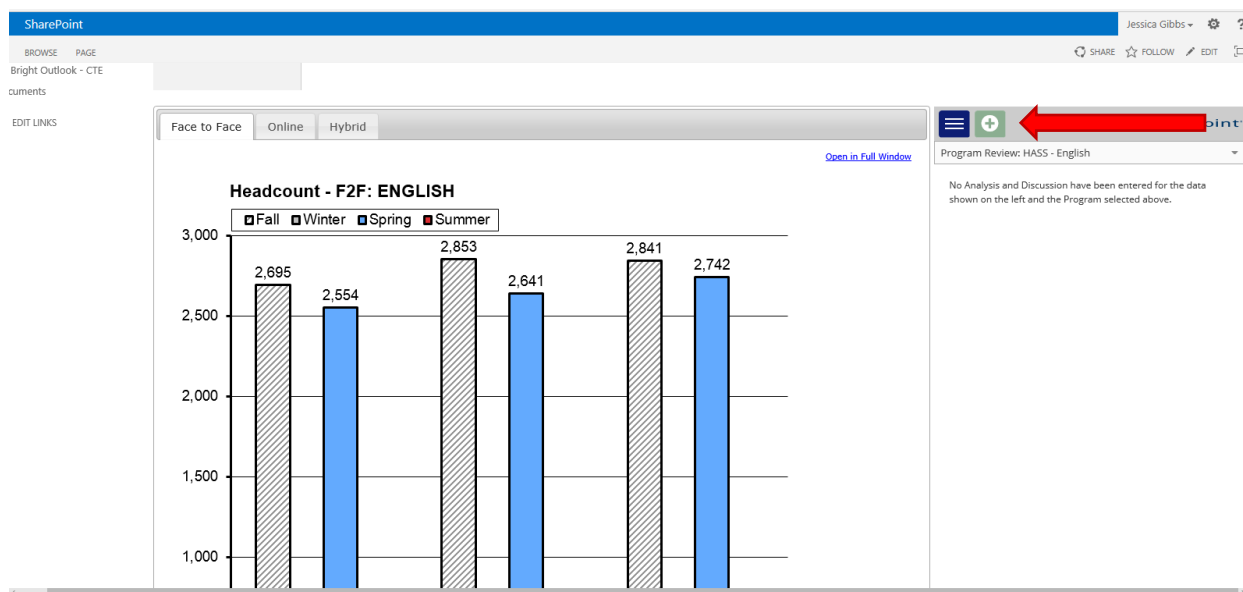 SharePoint
Jessica Gibbs
?
BROWSE PAGE
SHARE FOLLOW EDIT
Bright Outlook - CTE
cuments
EDIT LINKS
Face to Face Online Hybrid
oint
Open in Full Window
Program Review: HASS - English
No Analysis and Discussion have been entered for the data
shown on the left and the Program selected above.
Headcount - F2F: ENGLISH
Fall Winter Spring Summer
3,000
2,853
2,841
2,742
2,695
2,641
2,554
2,500
2,000
1,500
1,000